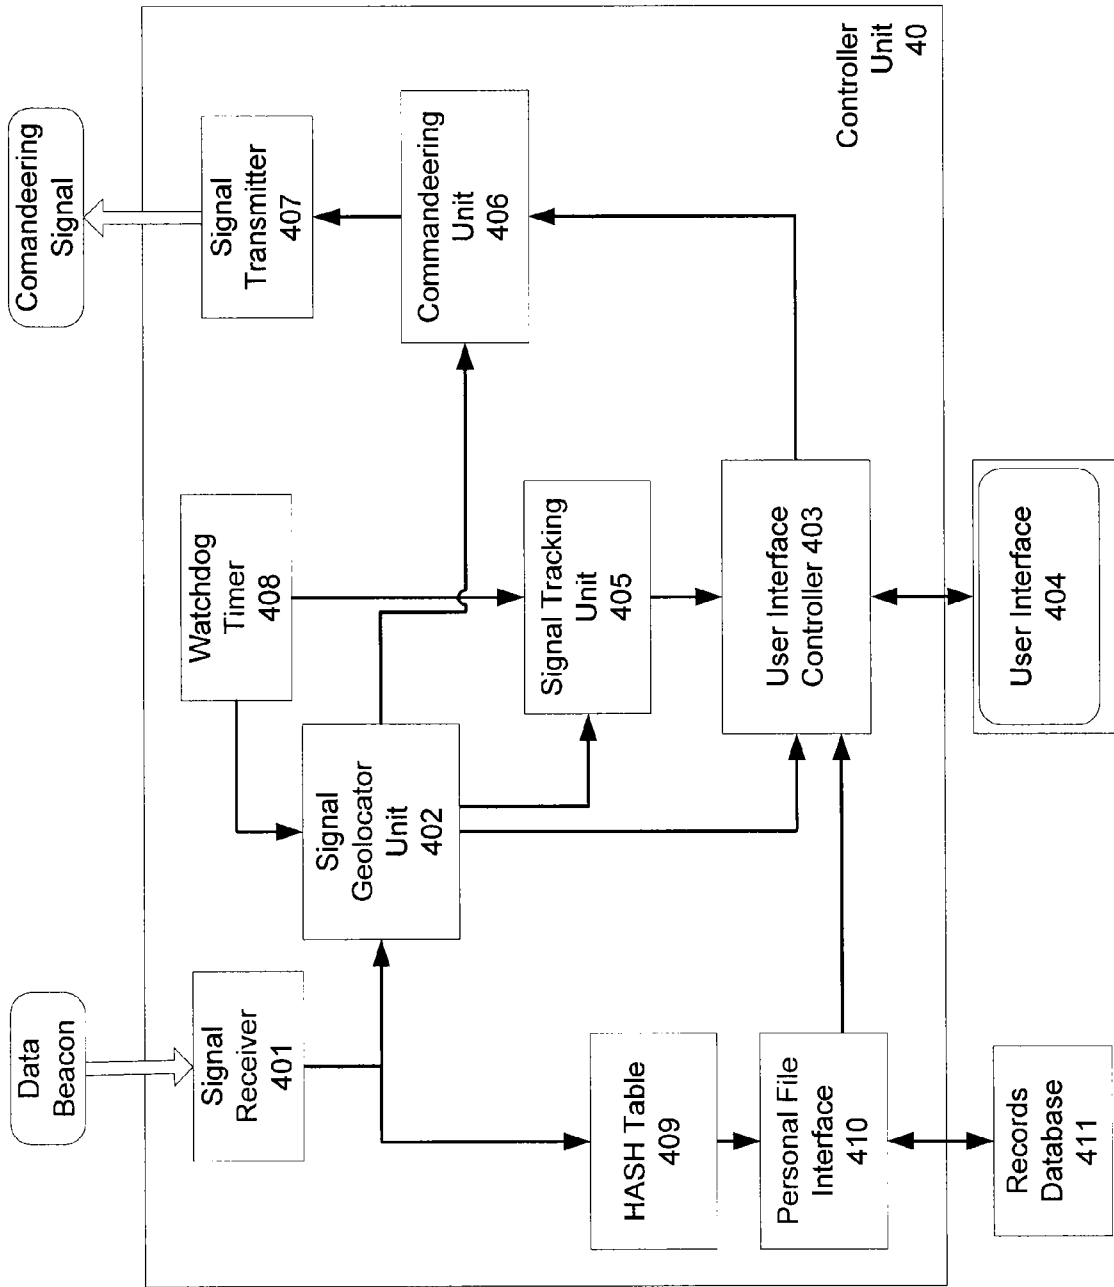 Data
Beacon
Comandeering
Signal
Signal
Receiver
401
Watchdog
Timer
408
Signal
Transmitter
407
Signal
Geolocator
Unit
402
Commandeering
Unit
406
Signal Tracking
Unit
405
HASH Table
409
Personal File
Interface
410
User Interface
Controller 403
Controller
Unit
40
Records
Database
411
User Interface
404